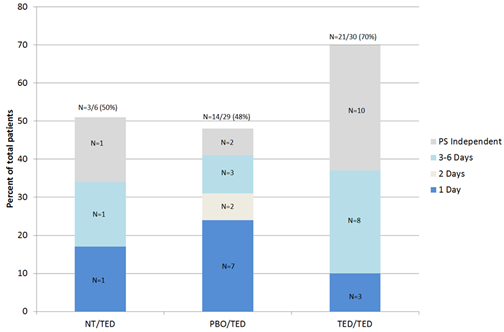 80
70
60
50
40
30
20
10
0
Percent of total patients
N=3/6 (50%)
N=1
N=1
N=1
N=14/29 (48%)
N=2
N=3
N=2
N=7
N=21/30 (70%)
N=10
N=8
N=3
NT/TED
PBO/TED
TED/TED
PS Independent
3-6 Days
2 Days
1 Day